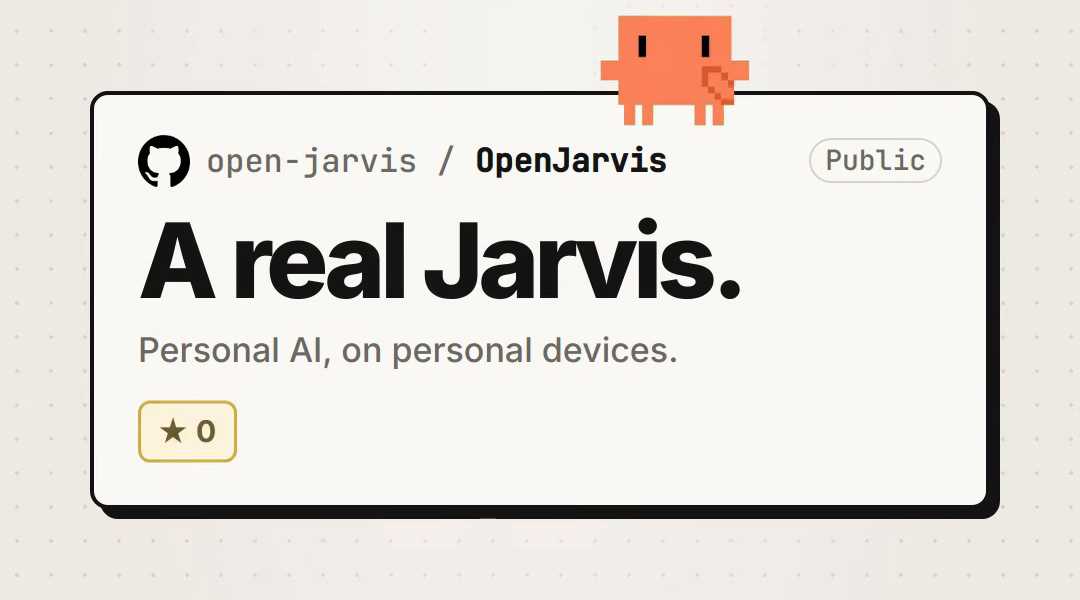 open-jarvis / OpenJarvis
Public
A real Jarvis.
Personal AI, on personal devices.
★ 0